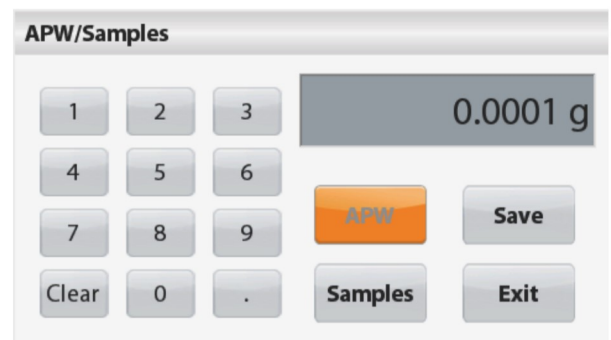 APW/Samples
0.0001 g
1 2 3
4 5 6
APW Save
7 8 9
Clear 0 .
Samples Exit